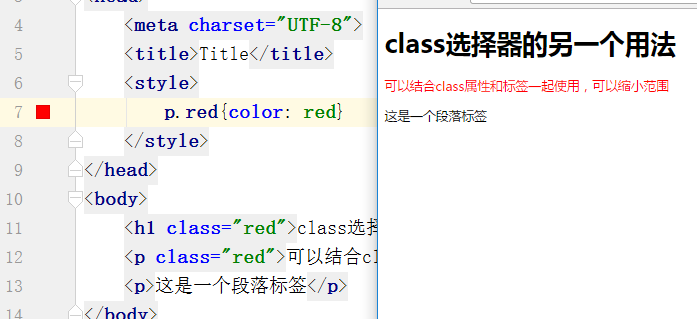 <head>
4 <meta charset="UTF-8">
5 <title>Title</title>
6 <style>
7 p.red{color: red}
8 </style>
9 </head>
10 <body>
11 <h1 class="red">class选择
12 <p class="red">可以结合cl
13 <p>这是一个段落标签</p>
14 </body>
class选择器的另一个用法
可以结合class属性和标签一起使用，可以缩小范围
这是一个段落标签